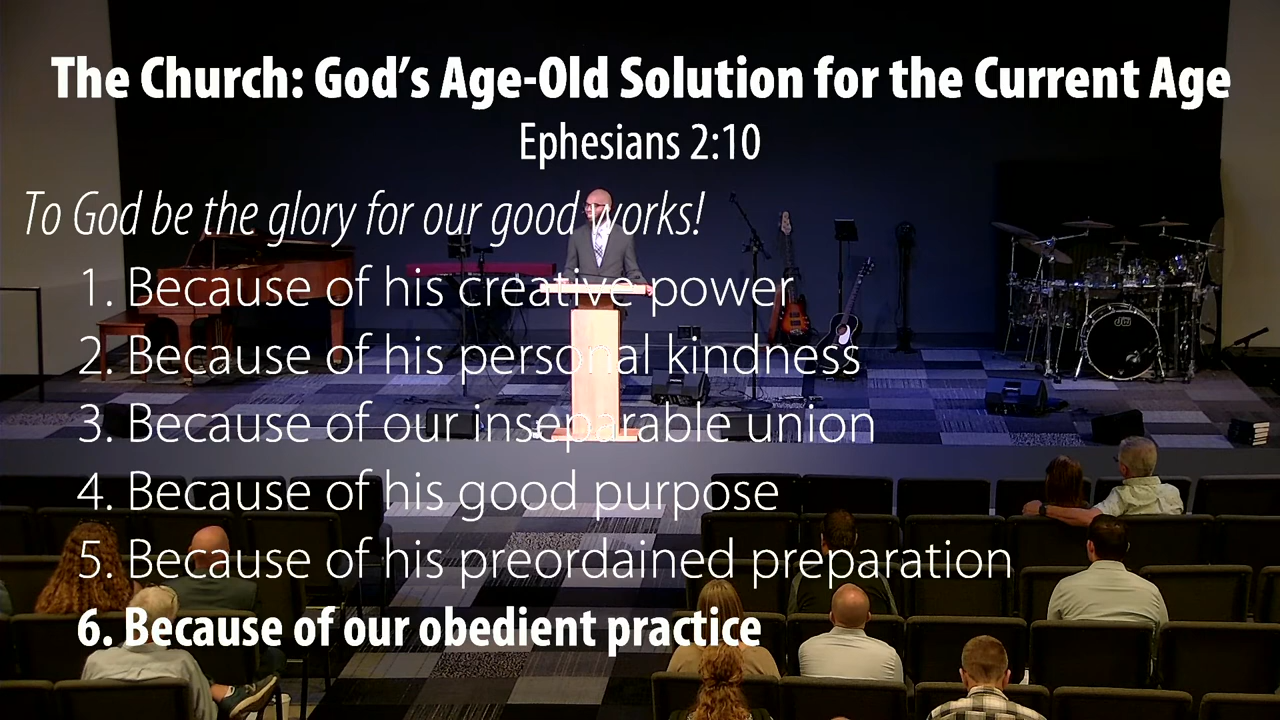 The Church: God's Age-Old Solution for the Current Age
Ephesians 2:10
To God be the glory for our good works!
1. Because of his creative power
2. Because of his personal kindness
3. Because of our inseparable union
4. Because of his good purpose
5. Because of his preordained preparation
6. Because of our obedient practice
dw